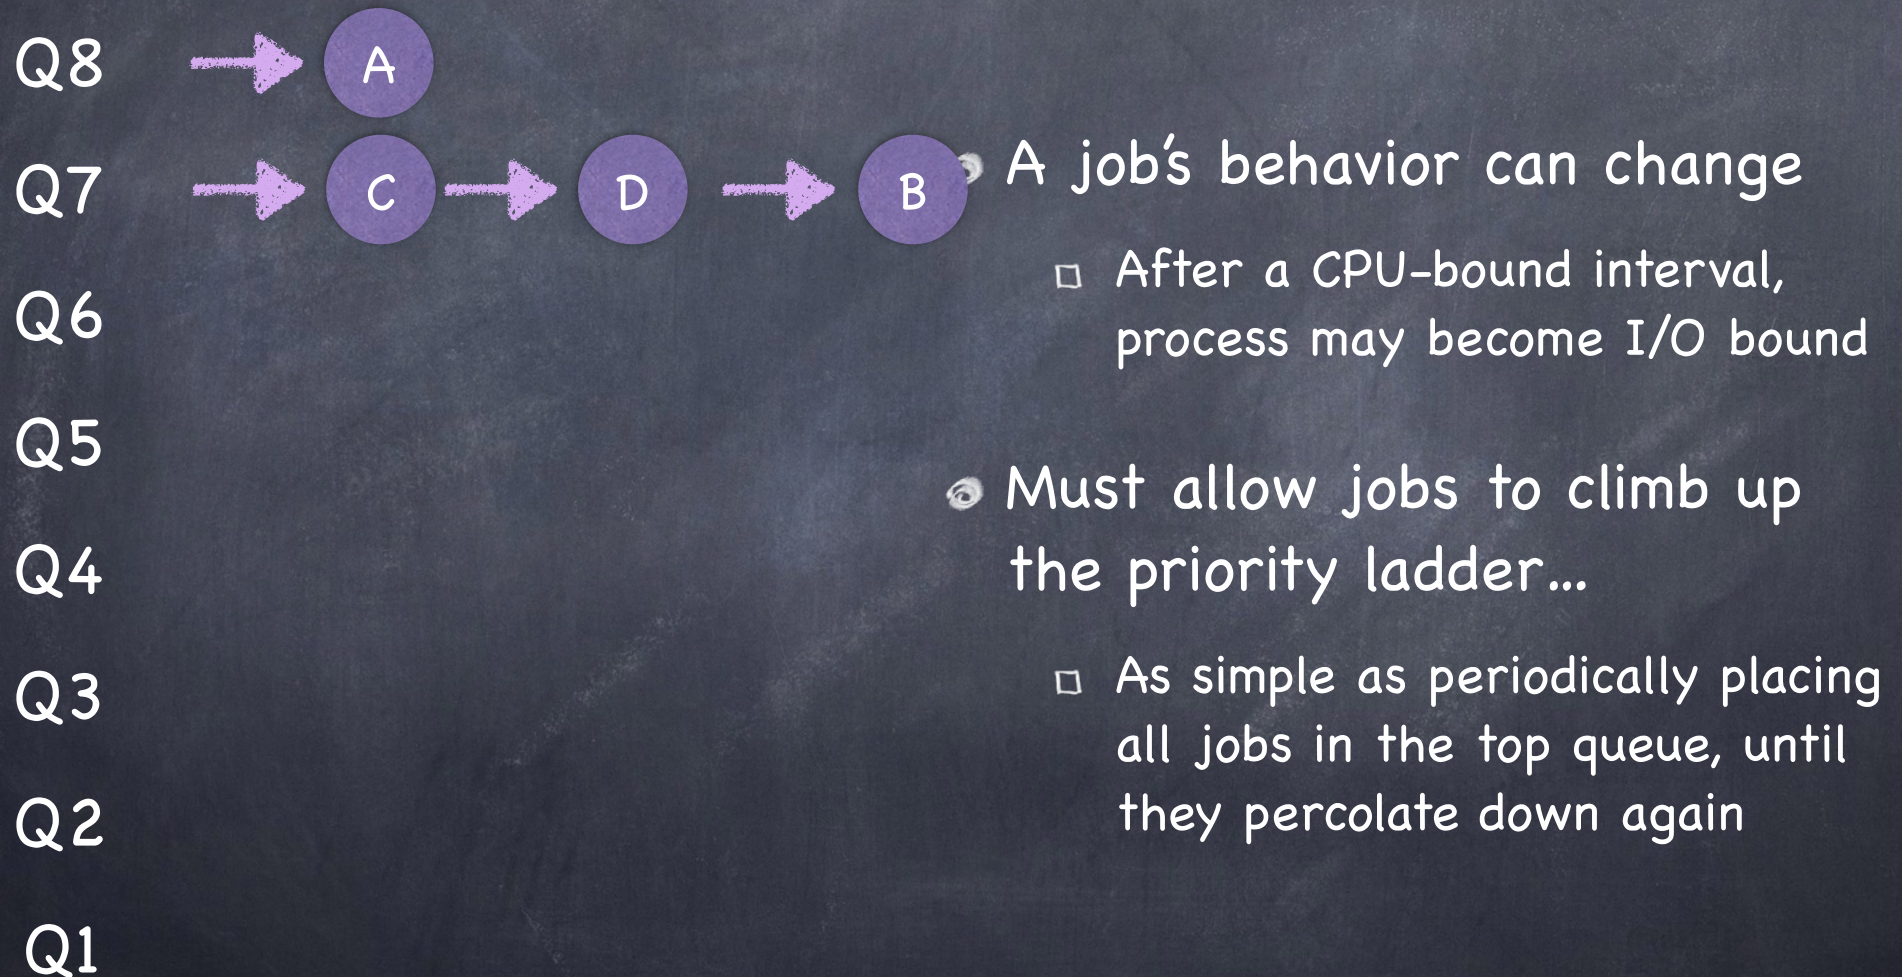 Q8 A
Q7 C D B
Q6
Q5
Q4
Q3
Q2
Q1
A job's behavior can change
After a CPU-bound interval,
process may become I/O bound
Must allow jobs to climb up
the priority ladder...
As simple as periodically placing
all jobs in the top queue, until
they percolate down again